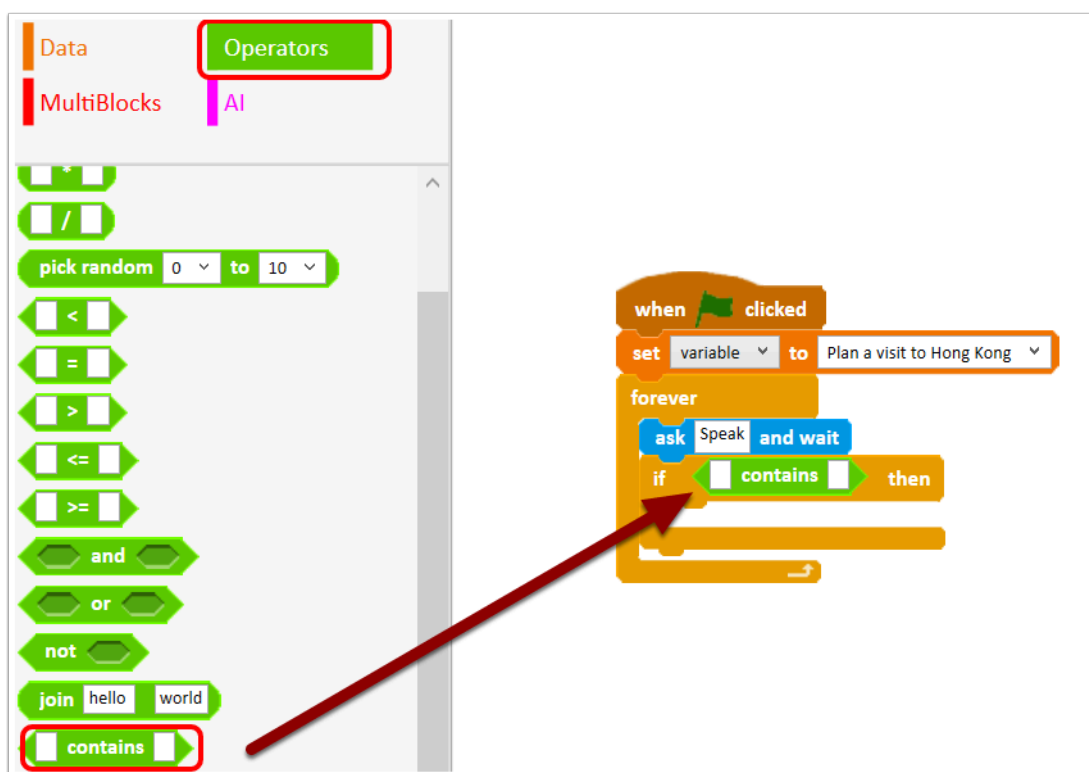 Data Operators
MultiBlocks AI
*
/
pick random 0 to 10
<
=
>
<=
>=
and
or
not
join hello world
contains
when clicked
set variable to Plan a visit to Hong Kong
forever
ask Speak and wait
if contains then